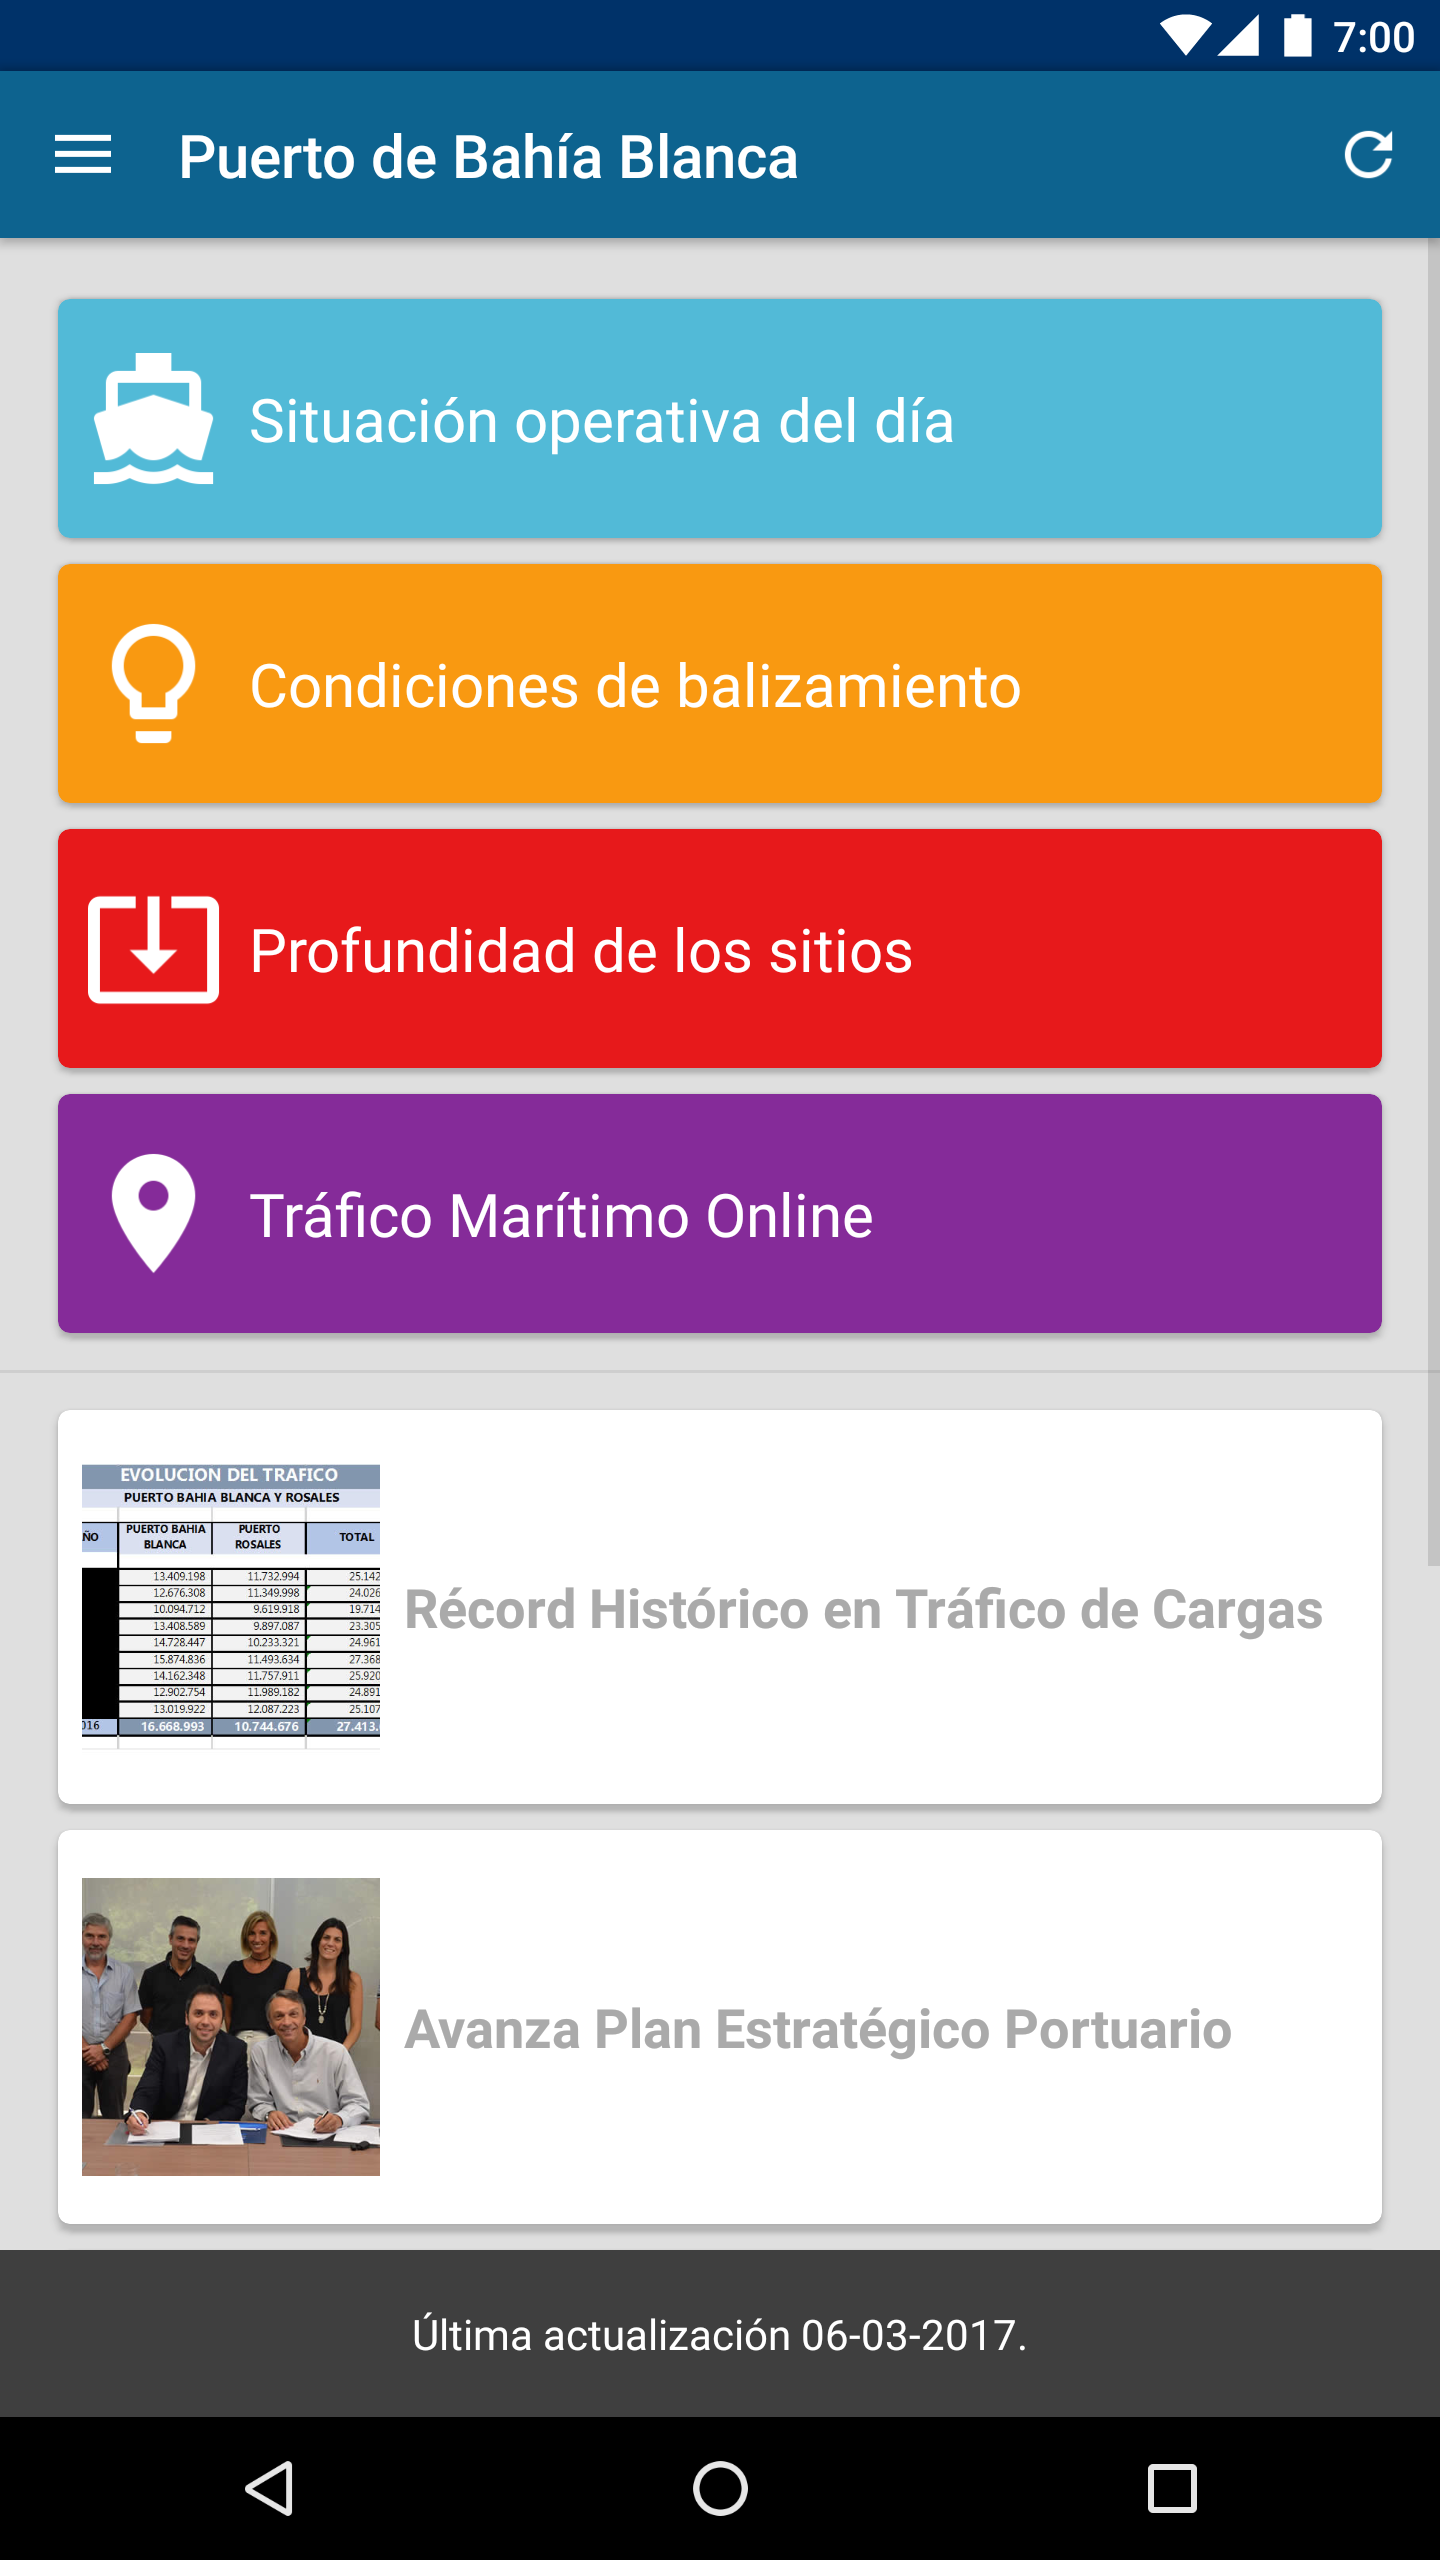 7:00
Puerto de Bahía Blanca
Situación operativa del día
Condiciones de balizamiento
Profundidad de los sitios
Tráfico Marítimo Online
EVOLUCION DEL TRAFICO
PUERTO BAHIA BLANCA Y ROSALES
ÑO PUERTO BAHIA BLANCA PUERTO ROSALES TOTAL
13.409.198 11.732.994 25.142
12.676.308 11.349.998 24.026
10.094.712 9.619.918 19.714
13.408.589 9.897.087 23.305
14.728.447 10.233.321 24.961
15.874.836 11.493.634 27.368
14.162.348 11.757.911 25.920
12.902.754 11.989.182 24.891
13.019.922 12.087.223 25.107
016 16.668.993 10.744.676 27.413.
Récord Histórico en Tráfico de Cargas
Avanza Plan Estratégico Portuario
Última actualización 06-03-2017.